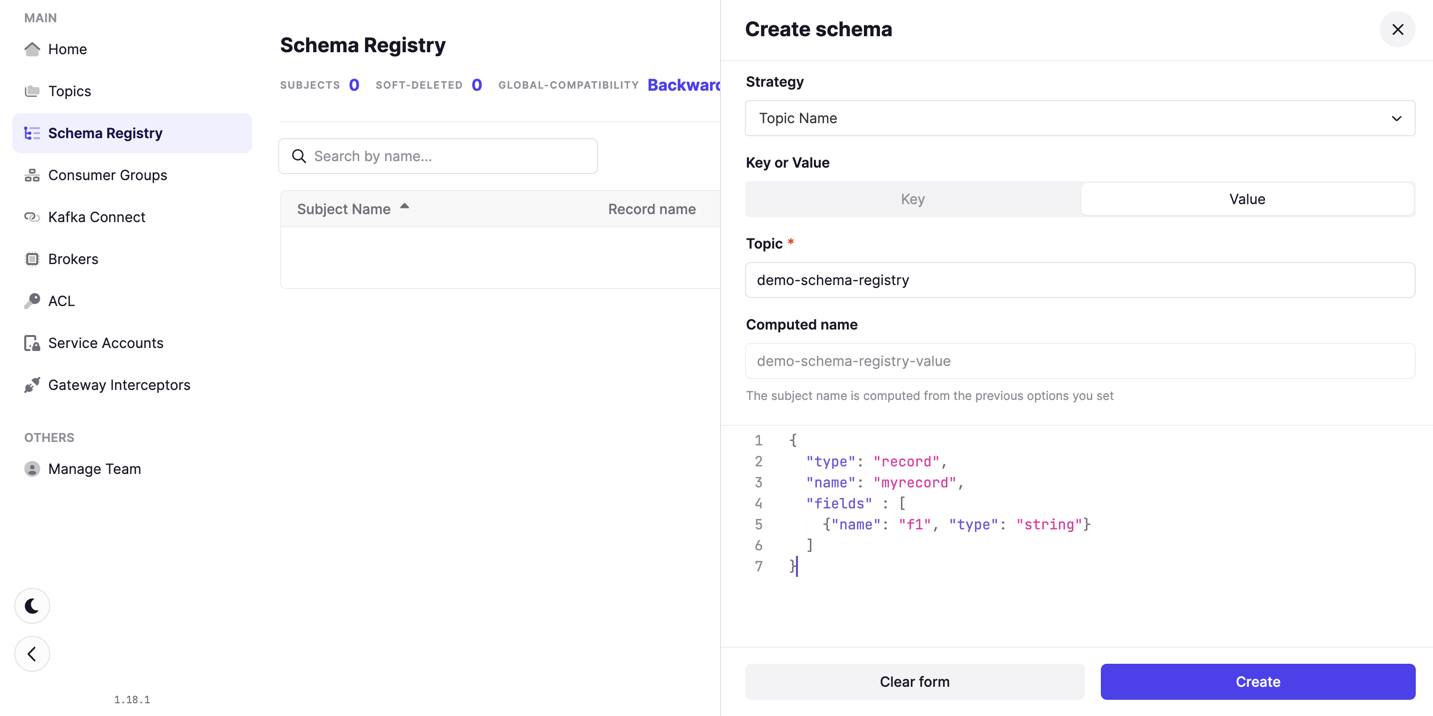 MAIN
Home
Topics
Schema Registry
Consumer Groups
Kafka Connect
Brokers
ACL
Service Accounts
Gateway Interceptors
OTHERS
Manage Team
1.18.1
Schema Registry
SUBJECTS 0 SOFT-DELETED 0 GLOBAL-COMPATIBILITY Backward
Search by name...
Subject Name Record name
Create schema
Strategy
Topic Name
Key or Value
Key Value
Topic *
demo-schema-registry
Computed name
demo-schema-registry-value
The subject name is computed from the previous options you set
1 {
2 "type": "record",
3 "name": "myrecord",
4 "fields" : [
5 {"name": "f1", "type": "string"}
6 ]
7 }
Clear form Create